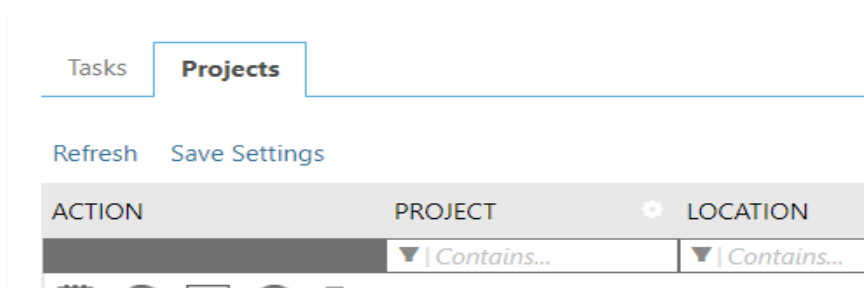 Tasks Projects
Refresh Save Settings
ACTION PROJECT LOCATION
Contains... Contains...